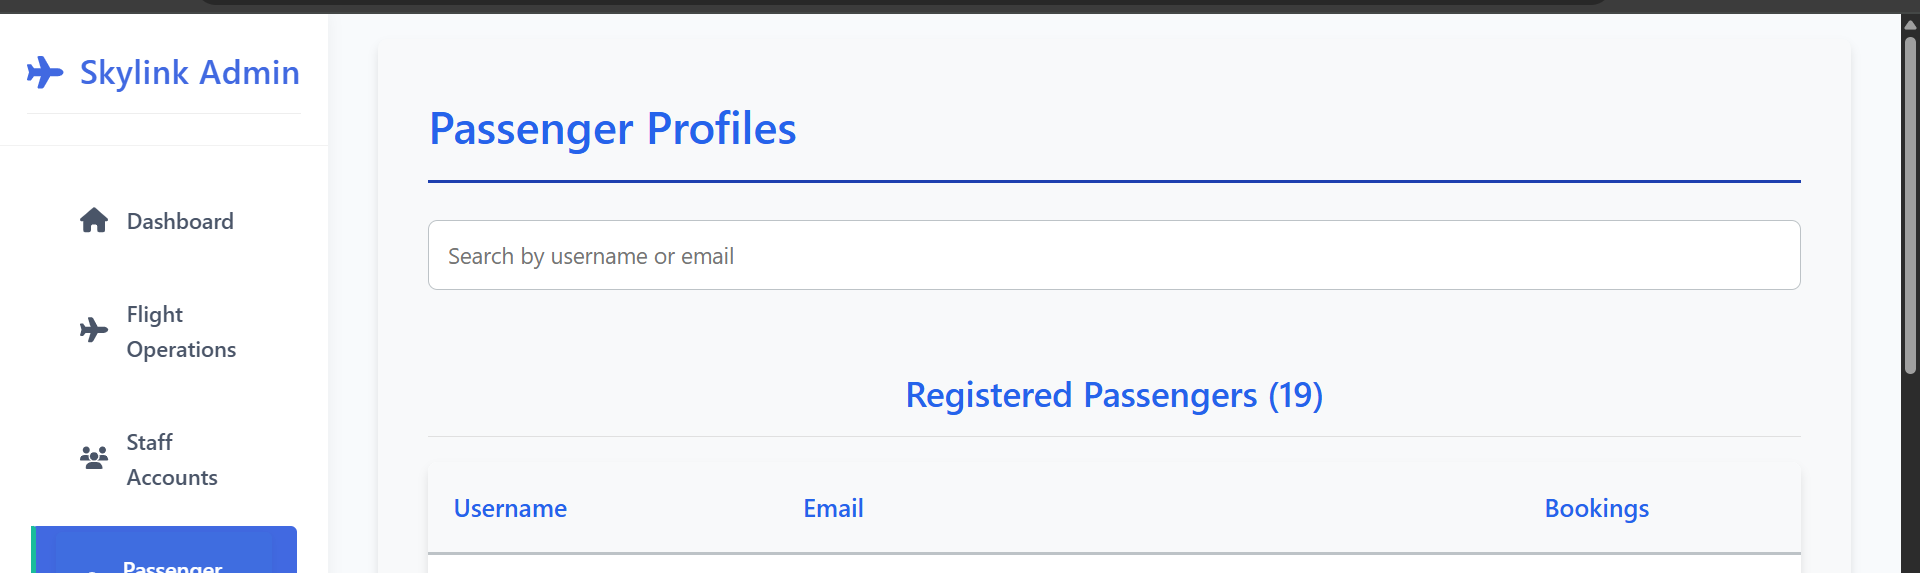 Skylink Admin
Dashboard
Flight
Operations
Staff
Accounts
Passenger
Passenger Profiles
Search by username or email
Registered Passengers (19)
Username Email Bookings